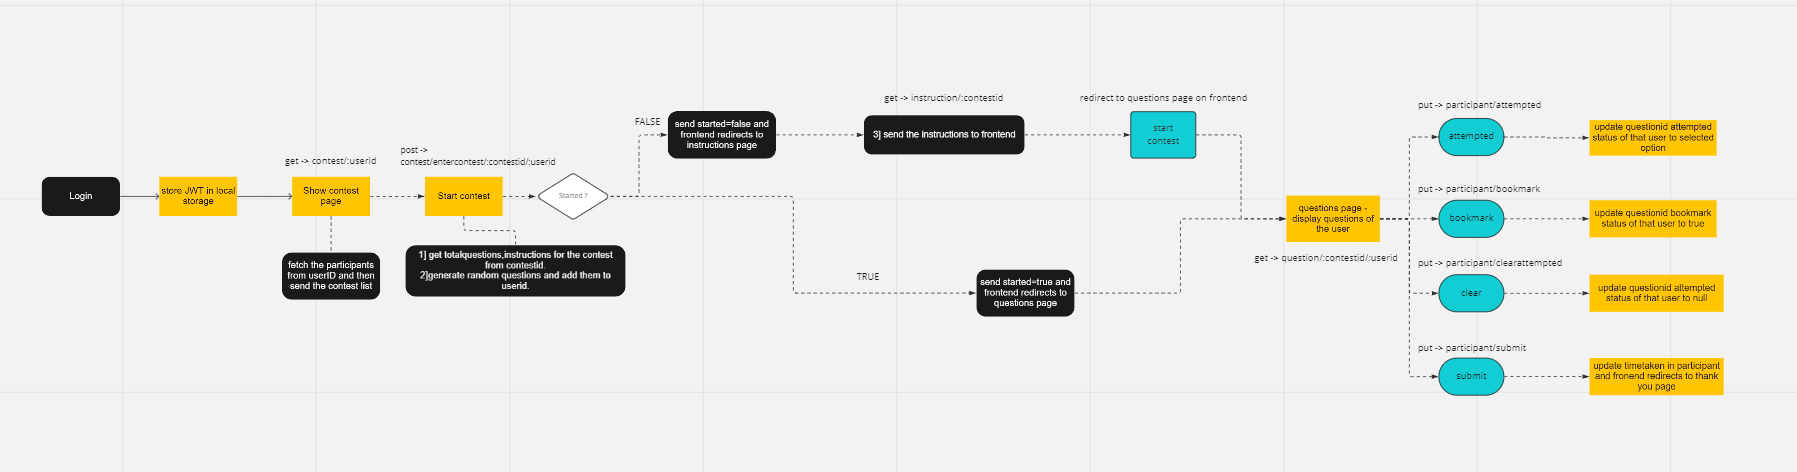 Login
store JWT in local
storage
get -> contest/:userid
Show contest
page
fetch the participants
from userID and then
send the contest list
post ->
contest/entercontest/:contestid/:userid
Start contest
1] get totalquestions,instructions for the contest
from contestid.
2]generate random questions and add them to
userid.
Started ?
FALSE
send started=false and
frontend redirects to
instructions page
get -> instruction/:contestid
3] send the instructions to frontend
redirect to questions page on frontend
start
contest
TRUE
send started=true and
frontend redirects to
questions page
questions page -
display questions of
the user
get -> question/:contestid/:userid
put -> participant/attempted
attempted
update questionid attempted
status of that user to selected
option
put -> participant/bookmark
bookmark
update questionid bookmark
status of that user to true
put -> participant/clearattempted
clear
update questionid attempted
status of that user to null
put -> participant/submit
submit
update timetaken in participant
and fronend redirects to thank
you page